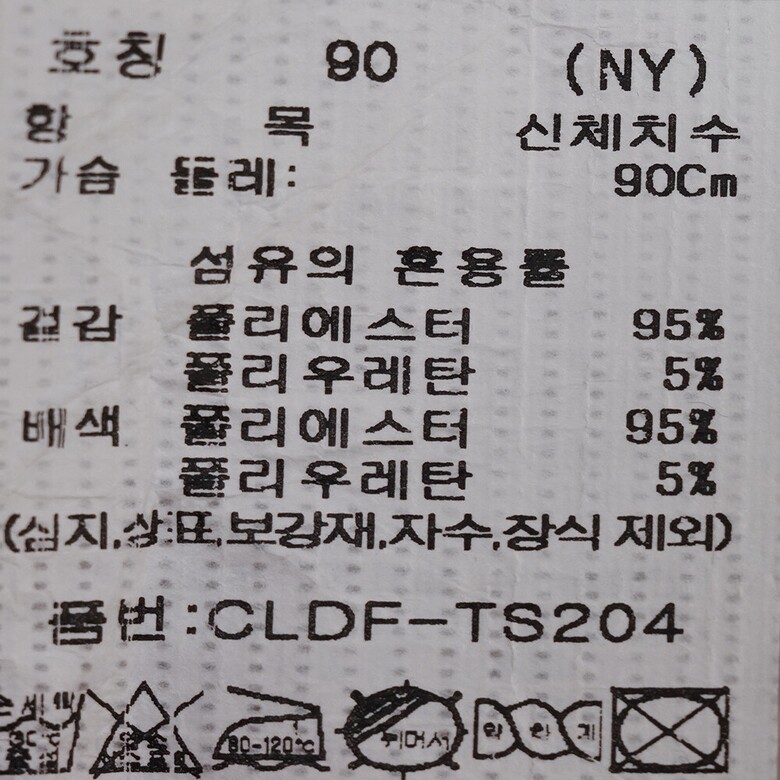 호칭 90 (NY)
항 목 신체치수
가슴 둘레: 90Cm
섬유의 혼용률
겉감 폴리에스터 95%
폴리우레탄 5%
배색 폴리에스터 95%
폴리우레탄 5%
(심지,상표,보강재,자수,장식 제외)
품번:CLDF-TS204
80-120℃ 뉘여서 약하게